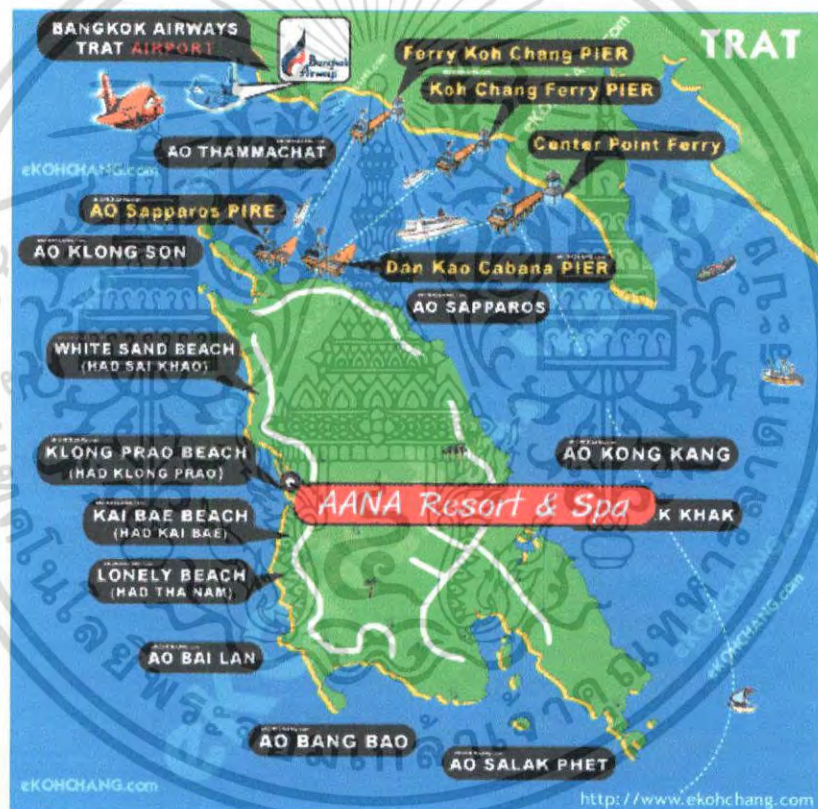 BANGKOK AIRWAYS
TRAT AIRPORT
Bangkok
Airways
TRAT
Ferry Koh Chang PIER
Koh Chang Ferry PIER
Center Point Ferry
AO THAMMACHAT
eKOHCHANG.com
AO Sapparos PIRE
AO KLONG SON
Dan Kao Cabana PIER
AO SAPPAROS
WHITE SAND BEACH
(HAD SAI KHAO)
KLONG PRAO BEACH
(HAD KLONG PRAO)
AO KONG KANG
AANA Resort & Spa
K KHAK
KAI BAE BEACH
(HAD KAI BAE)
LONELY BEACH
(HAD THA NAM)
AO BAI LAN
AO BANG BAO
AO SALAK PHET
eKOHCHANG.com
http://www.ekohchang.com